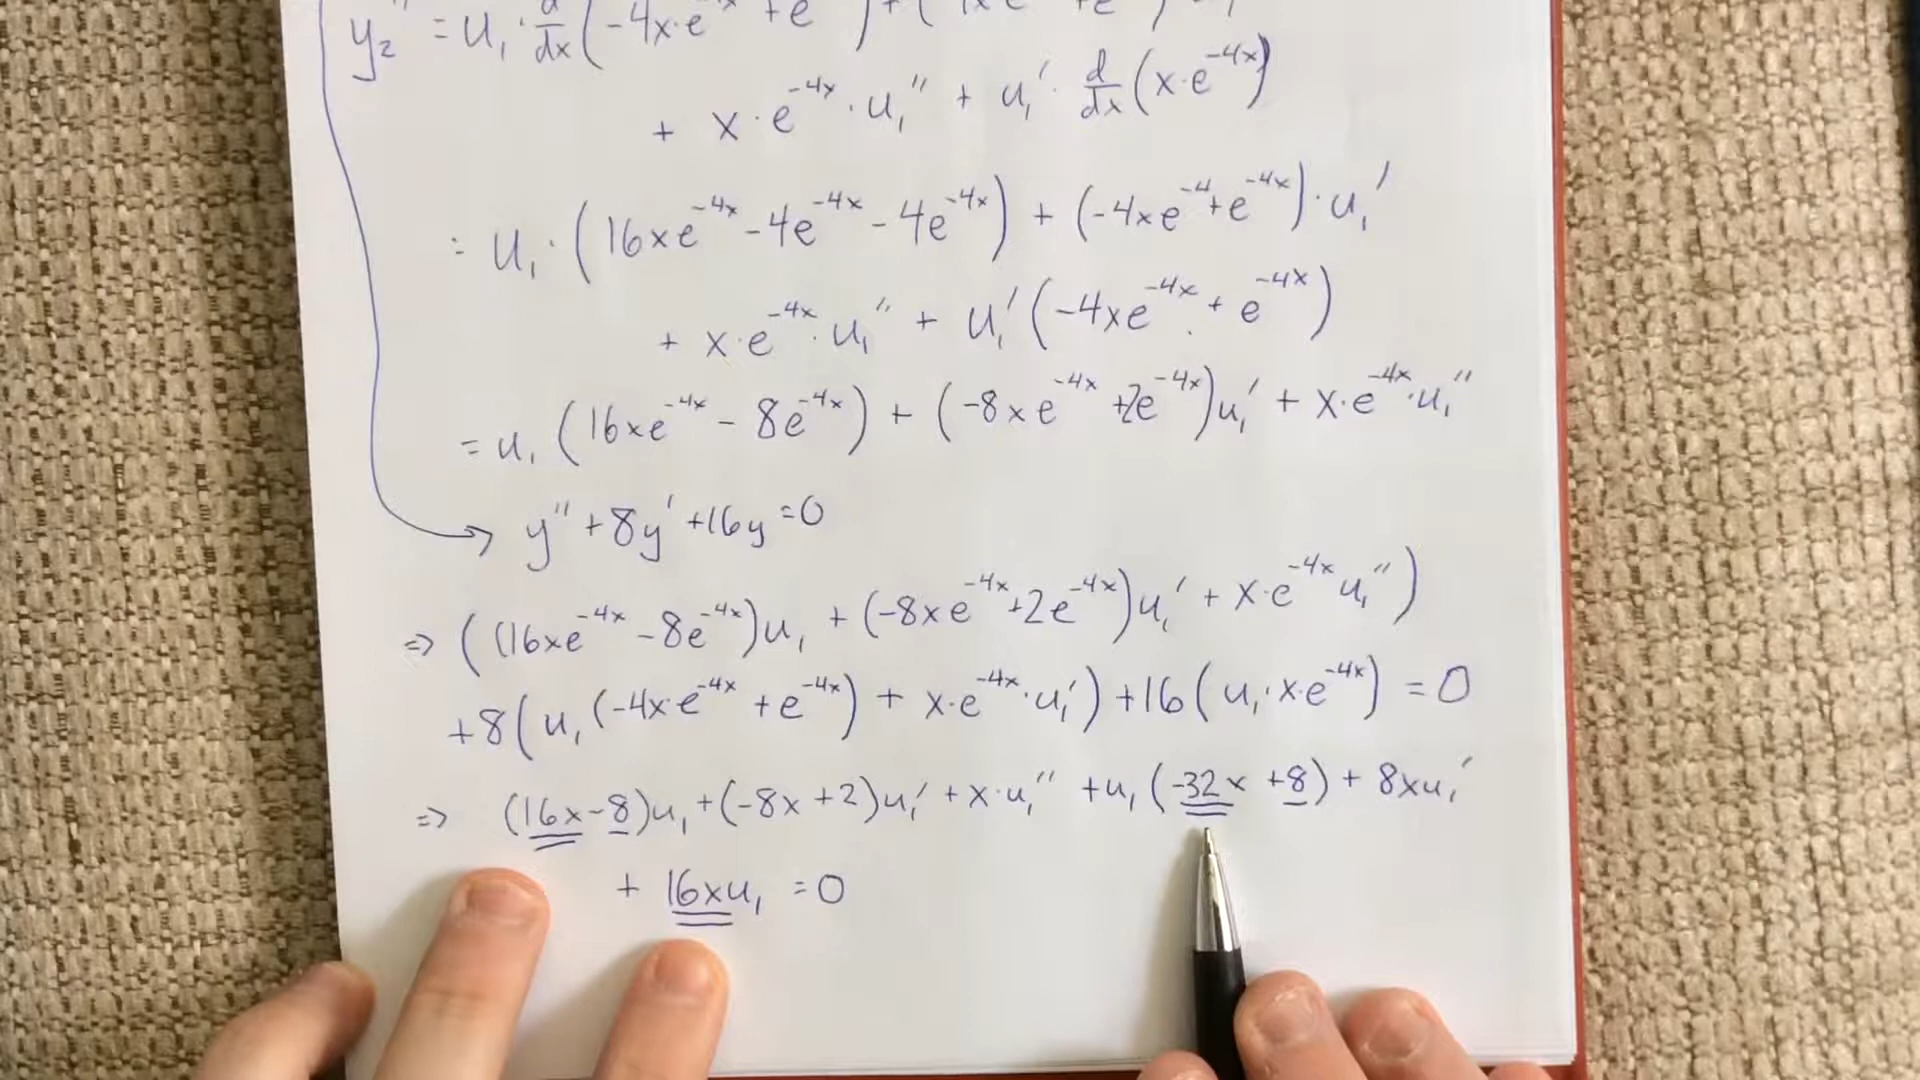 y₂'' = u₁ · d/dx (-4x·e + e ) + ( e + e )
+ x · e^{-4x} · u₁'' + u₁' · d/dx (x·e^{-4x})
= u₁ · (16xe^{-4x} - 4e^{-4x} - 4e^{-4x}) + (-4xe^{-4} + e^{-4x}) · u₁'
+ x·e^{-4x} · u₁'' + u₁' (-4xe^{-4x} + e^{-4x})
= u₁ (16xe^{-4x} - 8e^{-4x}) + (-8xe^{-4x} + 2e^{-4x})u₁' + x·e^{-4x}·u₁''
→ y'' + 8y' + 16y = 0
⇒ ((16xe^{-4x} - 8e^{-4x})u₁ + (-8xe^{-4x} + 2e^{-4x})u₁' + x·e^{-4x} u₁'')
+ 8(u₁(-4x·e^{-4x} + e^{-4x}) + x·e^{-4x}·u₁') + 16(u₁·x·e^{-4x}) = 0
⇒ (16x - 8)u₁ + (-8x + 2)u₁' + x·u₁'' + u₁(-32x + 8) + 8xu₁'
+ 16xu₁ = 0